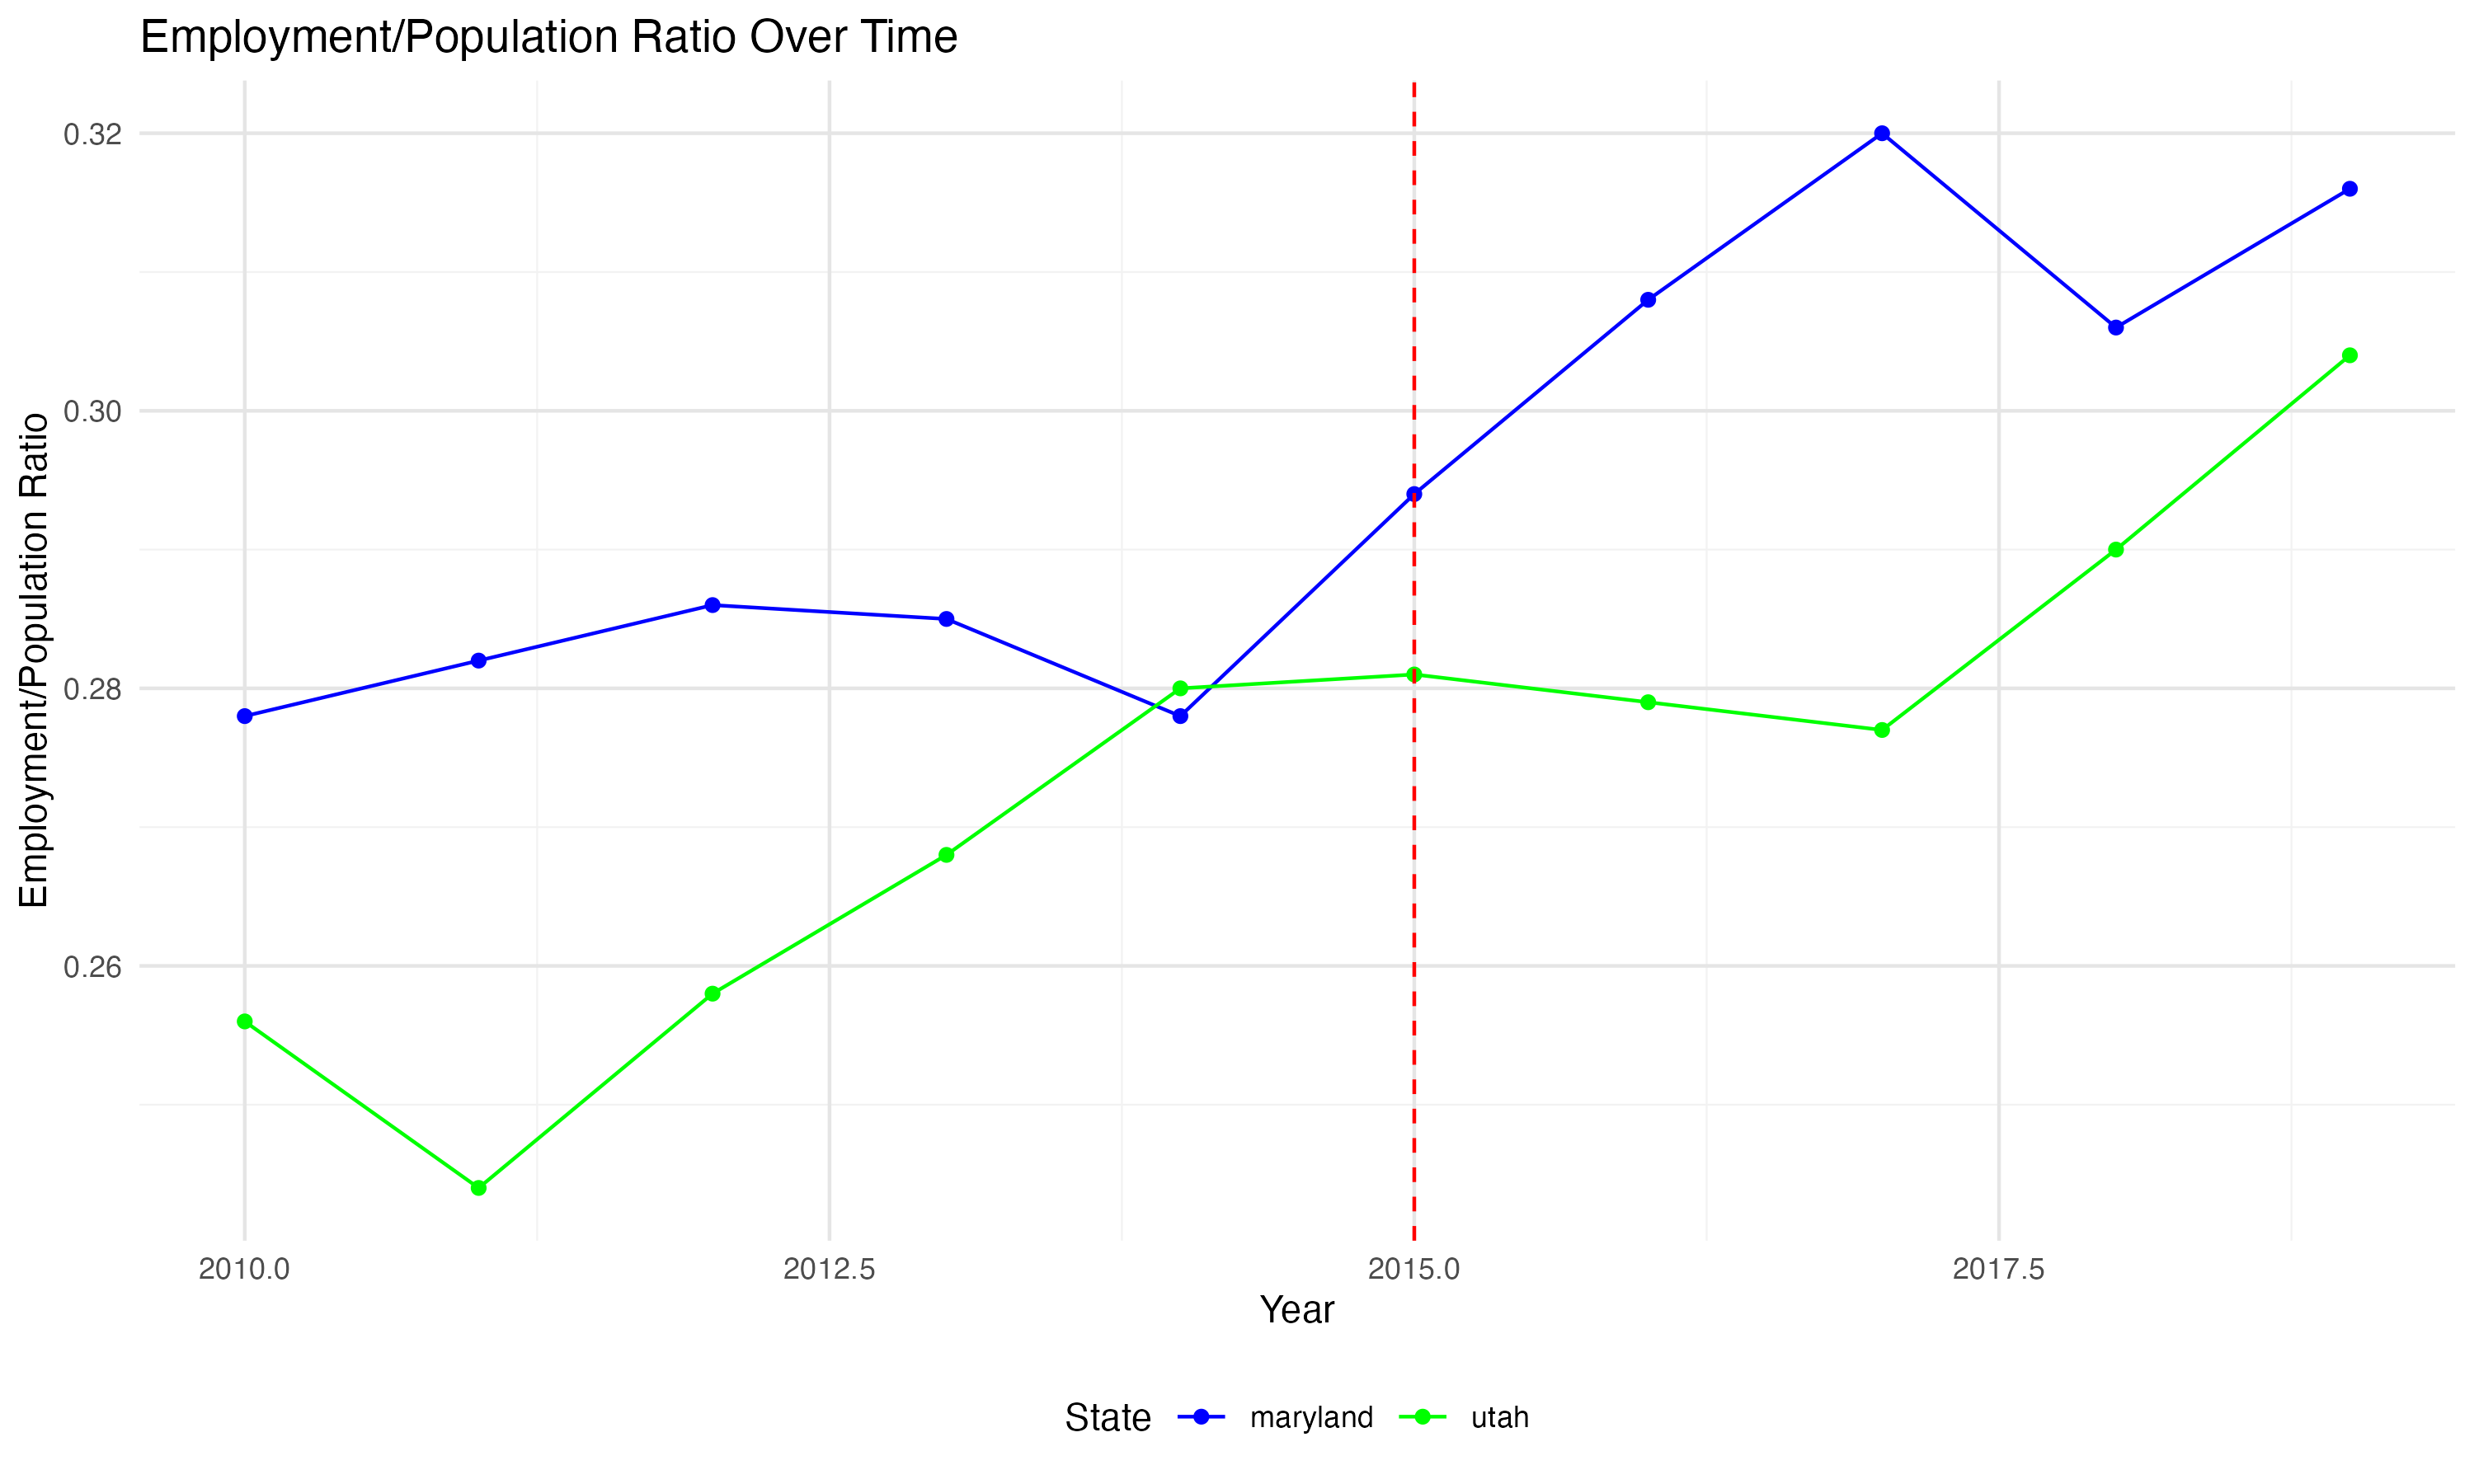 Employment/Population Ratio Over Time
Employment/Population Ratio
0.32
0.30
0.28
0.26
2010.0 2012.5 2015.0 2017.5
Year
State maryland utah